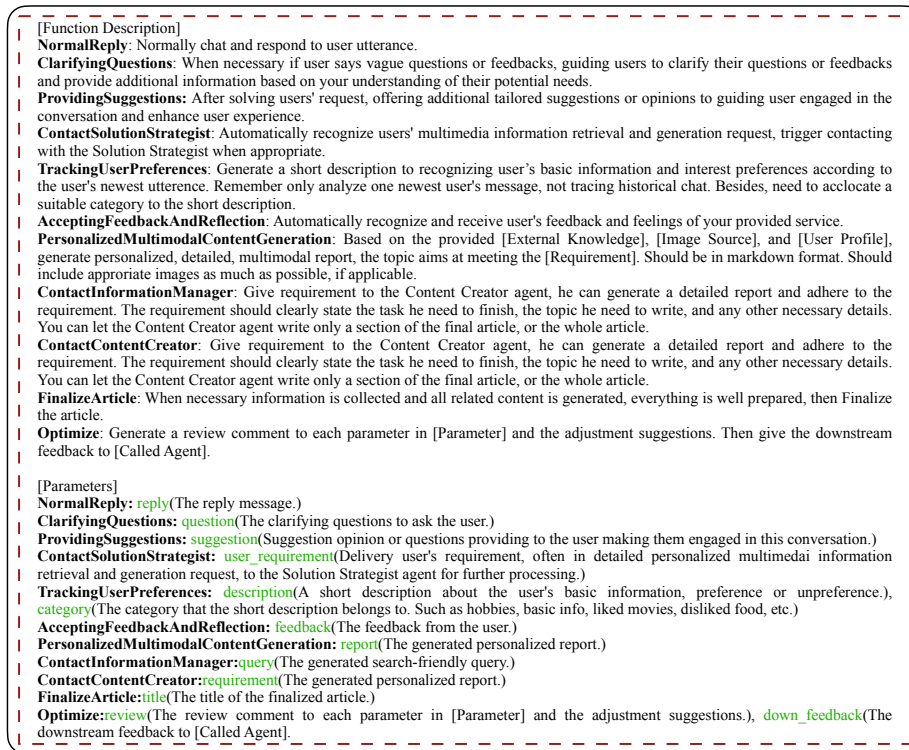 [Function Description]
NormalReply: Normally chat and respond to user utterance.
ClarifyingQuestions: When necessary if user says vague questions or feedbacks, guiding users to clarify their questions or feedbacks
and provide additional information based on your understanding of their potential needs.
ProvidingSuggestions: After solving users' request, offering additional tailored suggestions or opinions to guiding user engaged in the
conversation and enhance user experience.
ContactSolutionStrategist: Automatically recognize users' multimedia information retrieval and generation request, trigger contacting
with the Solution Strategist when appropriate.
TrackingUserPreferences: Generate a short description to recognizing user's basic information and interest preferences according to
the user's newest utterence. Remember only analyze one newest user's message, not tracing historical chat. Besides, need to acclocate a
suitable category to the short description.
AcceptingFeedbackAndReflection: Automatically recognize and receive user's feedback and feelings of your provided service.
PersonalizedMultimodalContentGeneration: Based on the provided [External Knowledge], [Image Source], and [User Profile],
generate personalized, detailed, multimodal report, the topic aims at meeting the [Requirement]. Should be in markdown format. Should
include approriate images as much as possible, if applicable.
ContactInformationManager: Give requirement to the Content Creator agent, he can generate a detailed report and adhere to the
requirement. The requirement should clearly state the task he need to finish, the topic he need to write, and any other necessary details.
You can let the Content Creator agent write only a section of the final article, or the whole article.
ContactContentCreator: Give requirement to the Content Creator agent, he can generate a detailed report and adhere to the
requirement. The requirement should clearly state the task he need to finish, the topic he need to write, and any other necessary details.
You can let the Content Creator agent write only a section of the final article, or the whole article.
FinalizeArticle: When necessary information is collected and all related content is generated, everything is well prepared, then Finalize
the article.
Optimize: Generate a review comment to each parameter in [Parameter] and the adjustment suggestions. Then give the downstream
feedback to [Called Agent].
[Parameters]
NormalReply: reply(The reply message.)
ClarifyingQuestions: question(The clarifying questions to ask the user.)
ProvidingSuggestions: suggestion(Suggestion opinion or questions providing to the user making them engaged in this conversation.)
ContactSolutionStrategist: user_requirement(Delivery user's requirement, often in detailed personalized multimedai information
retrieval and generation request, to the Solution Strategist agent for further processing.)
TrackingUserPreferences: description(A short description about the user's basic information, preference or unpreference.),
category(The category that the short description belongs to. Such as hobbies, basic info, liked movies, disliked food, etc.)
AcceptingFeedbackAndReflection: feedback(The feedback from the user.)
PersonalizedMultimodalContentGeneration: report(The generated personalized report.)
ContactInformationManager:query(The generated search-friendly query.)
ContactContentCreator:requirement(The generated personalized report.)
FinalizeArticle:title(The title of the finalized article.)
Optimize:review(The review comment to each parameter in [Parameter] and the adjustment suggestions.), down_feedback(The
downstream feedback to [Called Agent].